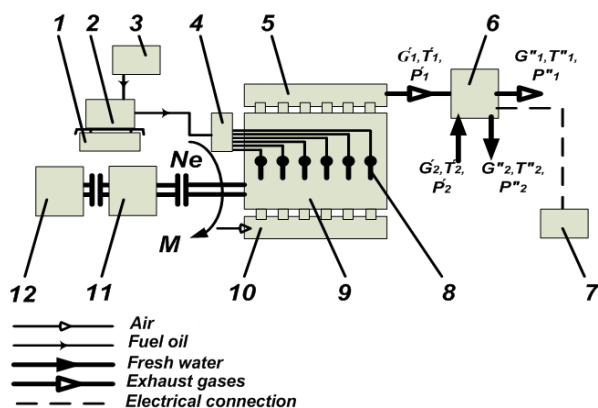 1 2 3 4 5 6
G'1,T'1, P'1
G"1,T"1, P"1
Ne
G'2,T'2, P'2
G"2,T"2, P"2
M
12 11 10 9 8 7
Air
Fuel oil
Fresh water
Exhaust gases
Electrical connection